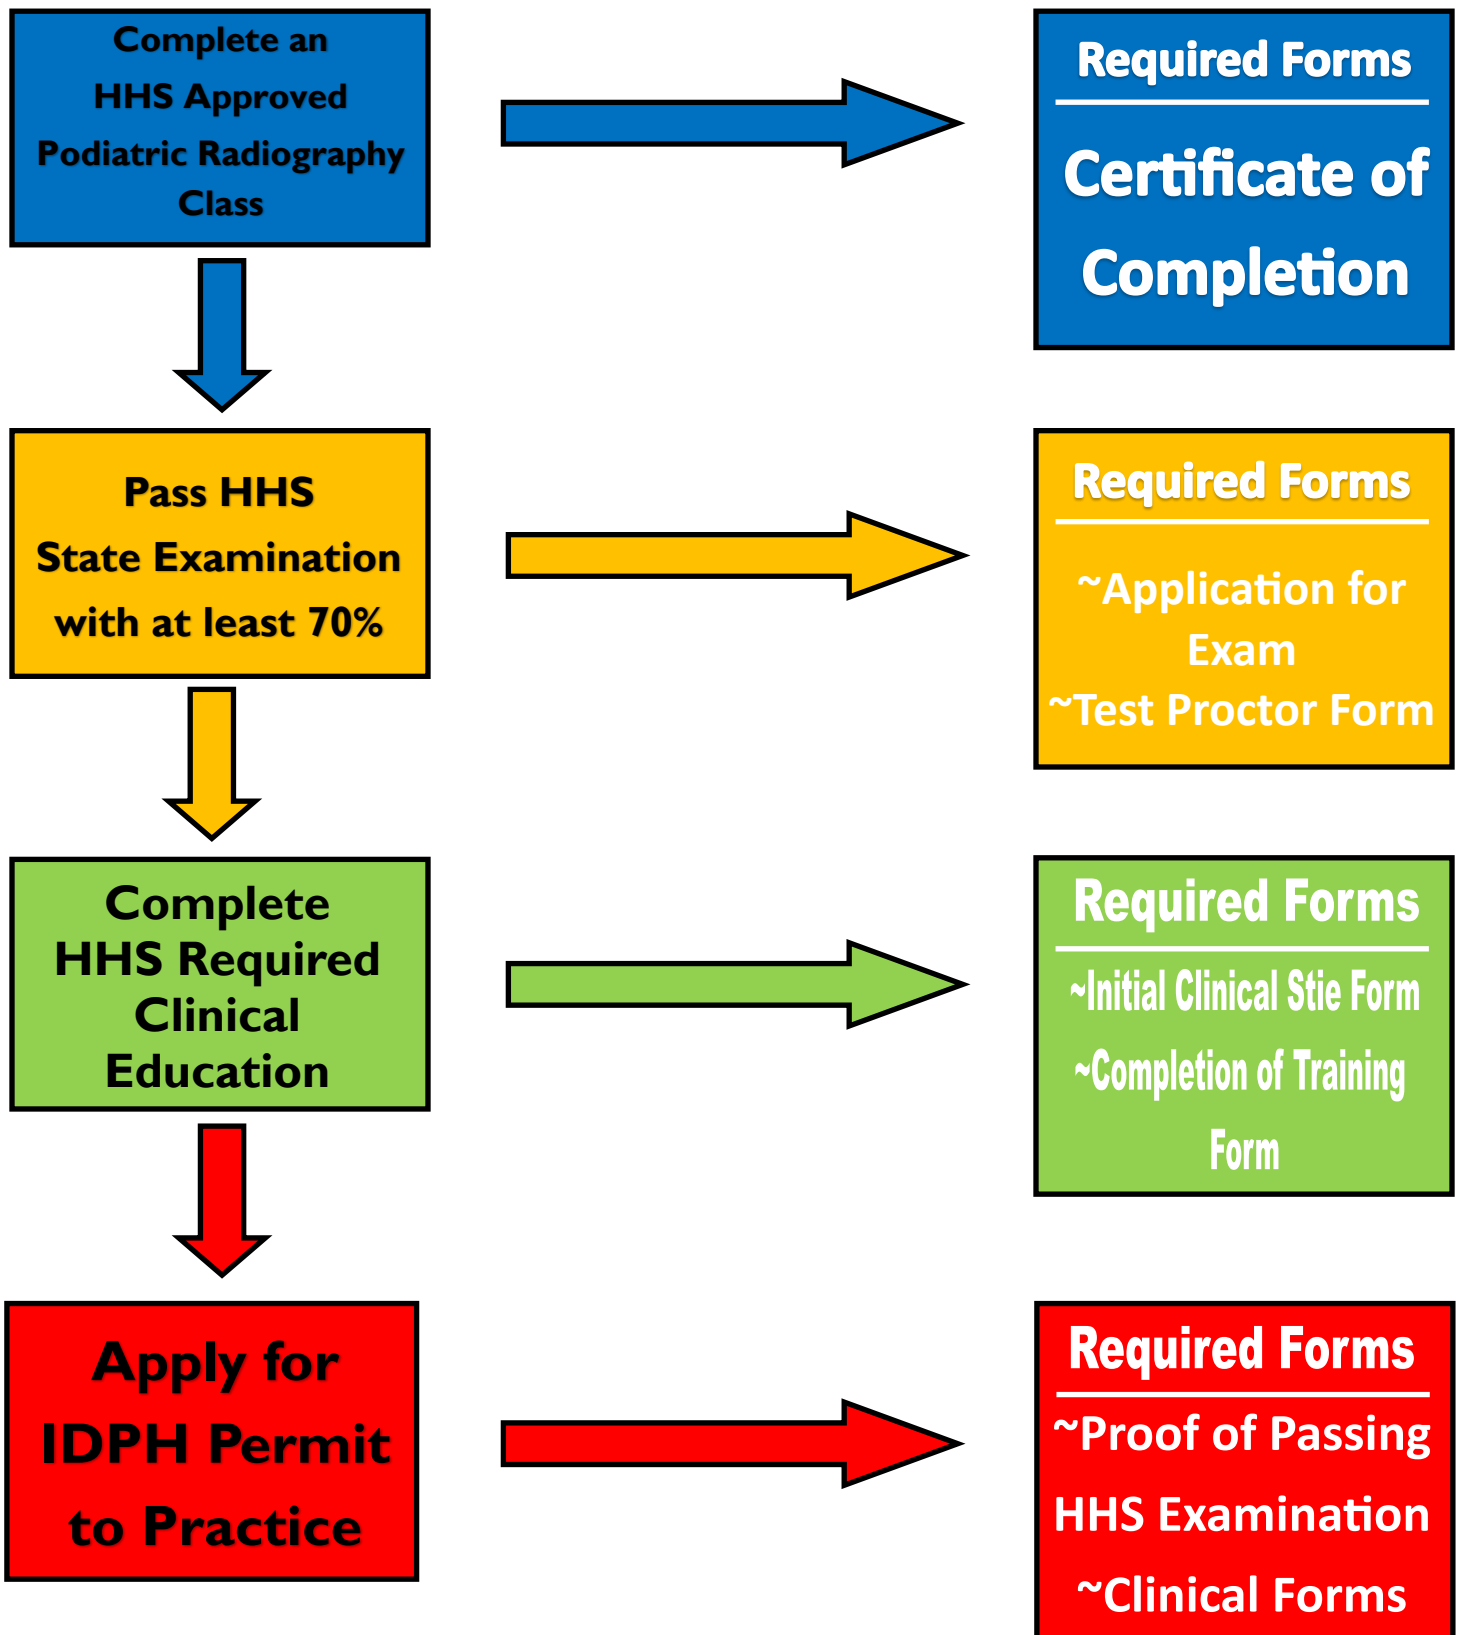 Complete an
HHS Approved
Podiatric Radiography
Class
Required Forms
Certificate of
Completion
Pass HHS
State Examination
with at least 70%
Required Forms
~Application for
Exam
~Test Proctor Form
Complete
HHS Required
Clinical
Education
Required Forms
~Initial Clinical Stie Form
~Completion of Training
Form
Apply for
IDPH Permit
to Practice
Required Forms
~Proof of Passing
HHS Examination
~Clinical Forms